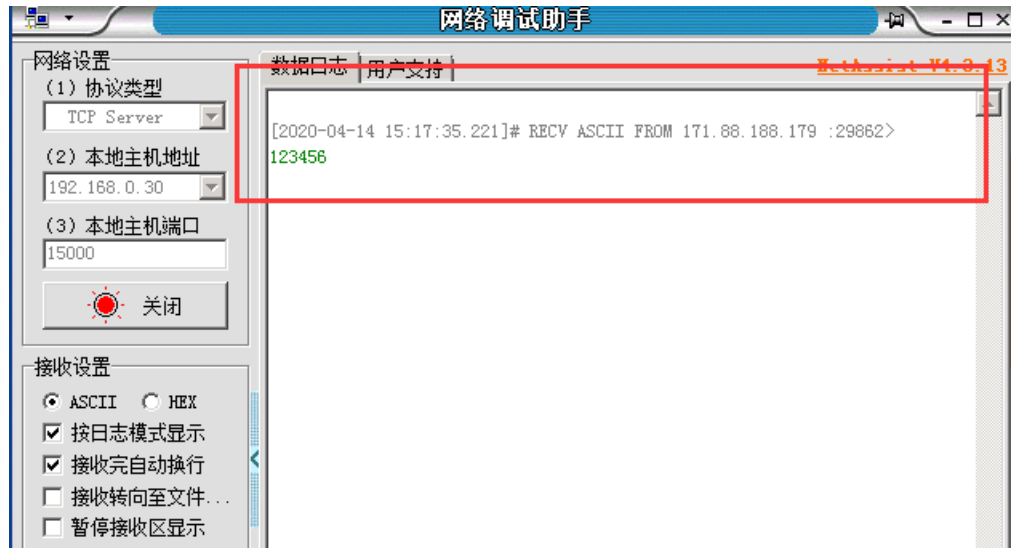 网络调试助手
网络设置
(1) 协议类型
TCP Server
(2) 本地主机地址
192.168.0.30
(3) 本地主机端口
15000
关闭
接收设置
ASCII HEX
按日志模式显示
接收完自动换行
接收转向至文件...
暂停接收区显示
数据日志 用户支持
NetAssist V4.3.13
[2020-04-14 15:17:35.221]# RECV ASCII FROM 171.88.188.179 :29862>
123456